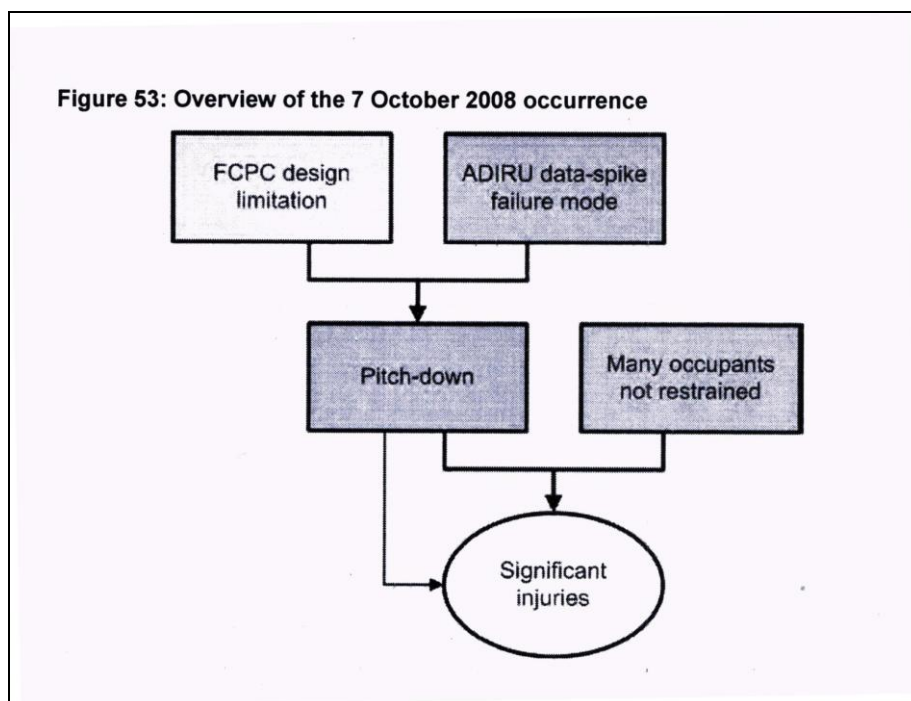 Figure 53: Overview of the 7 October 2008 occurrence
FCPC design
limitation
ADIRU data-spike
failure mode
Pitch-down
Many occupants
not restrained
Significant
injuries